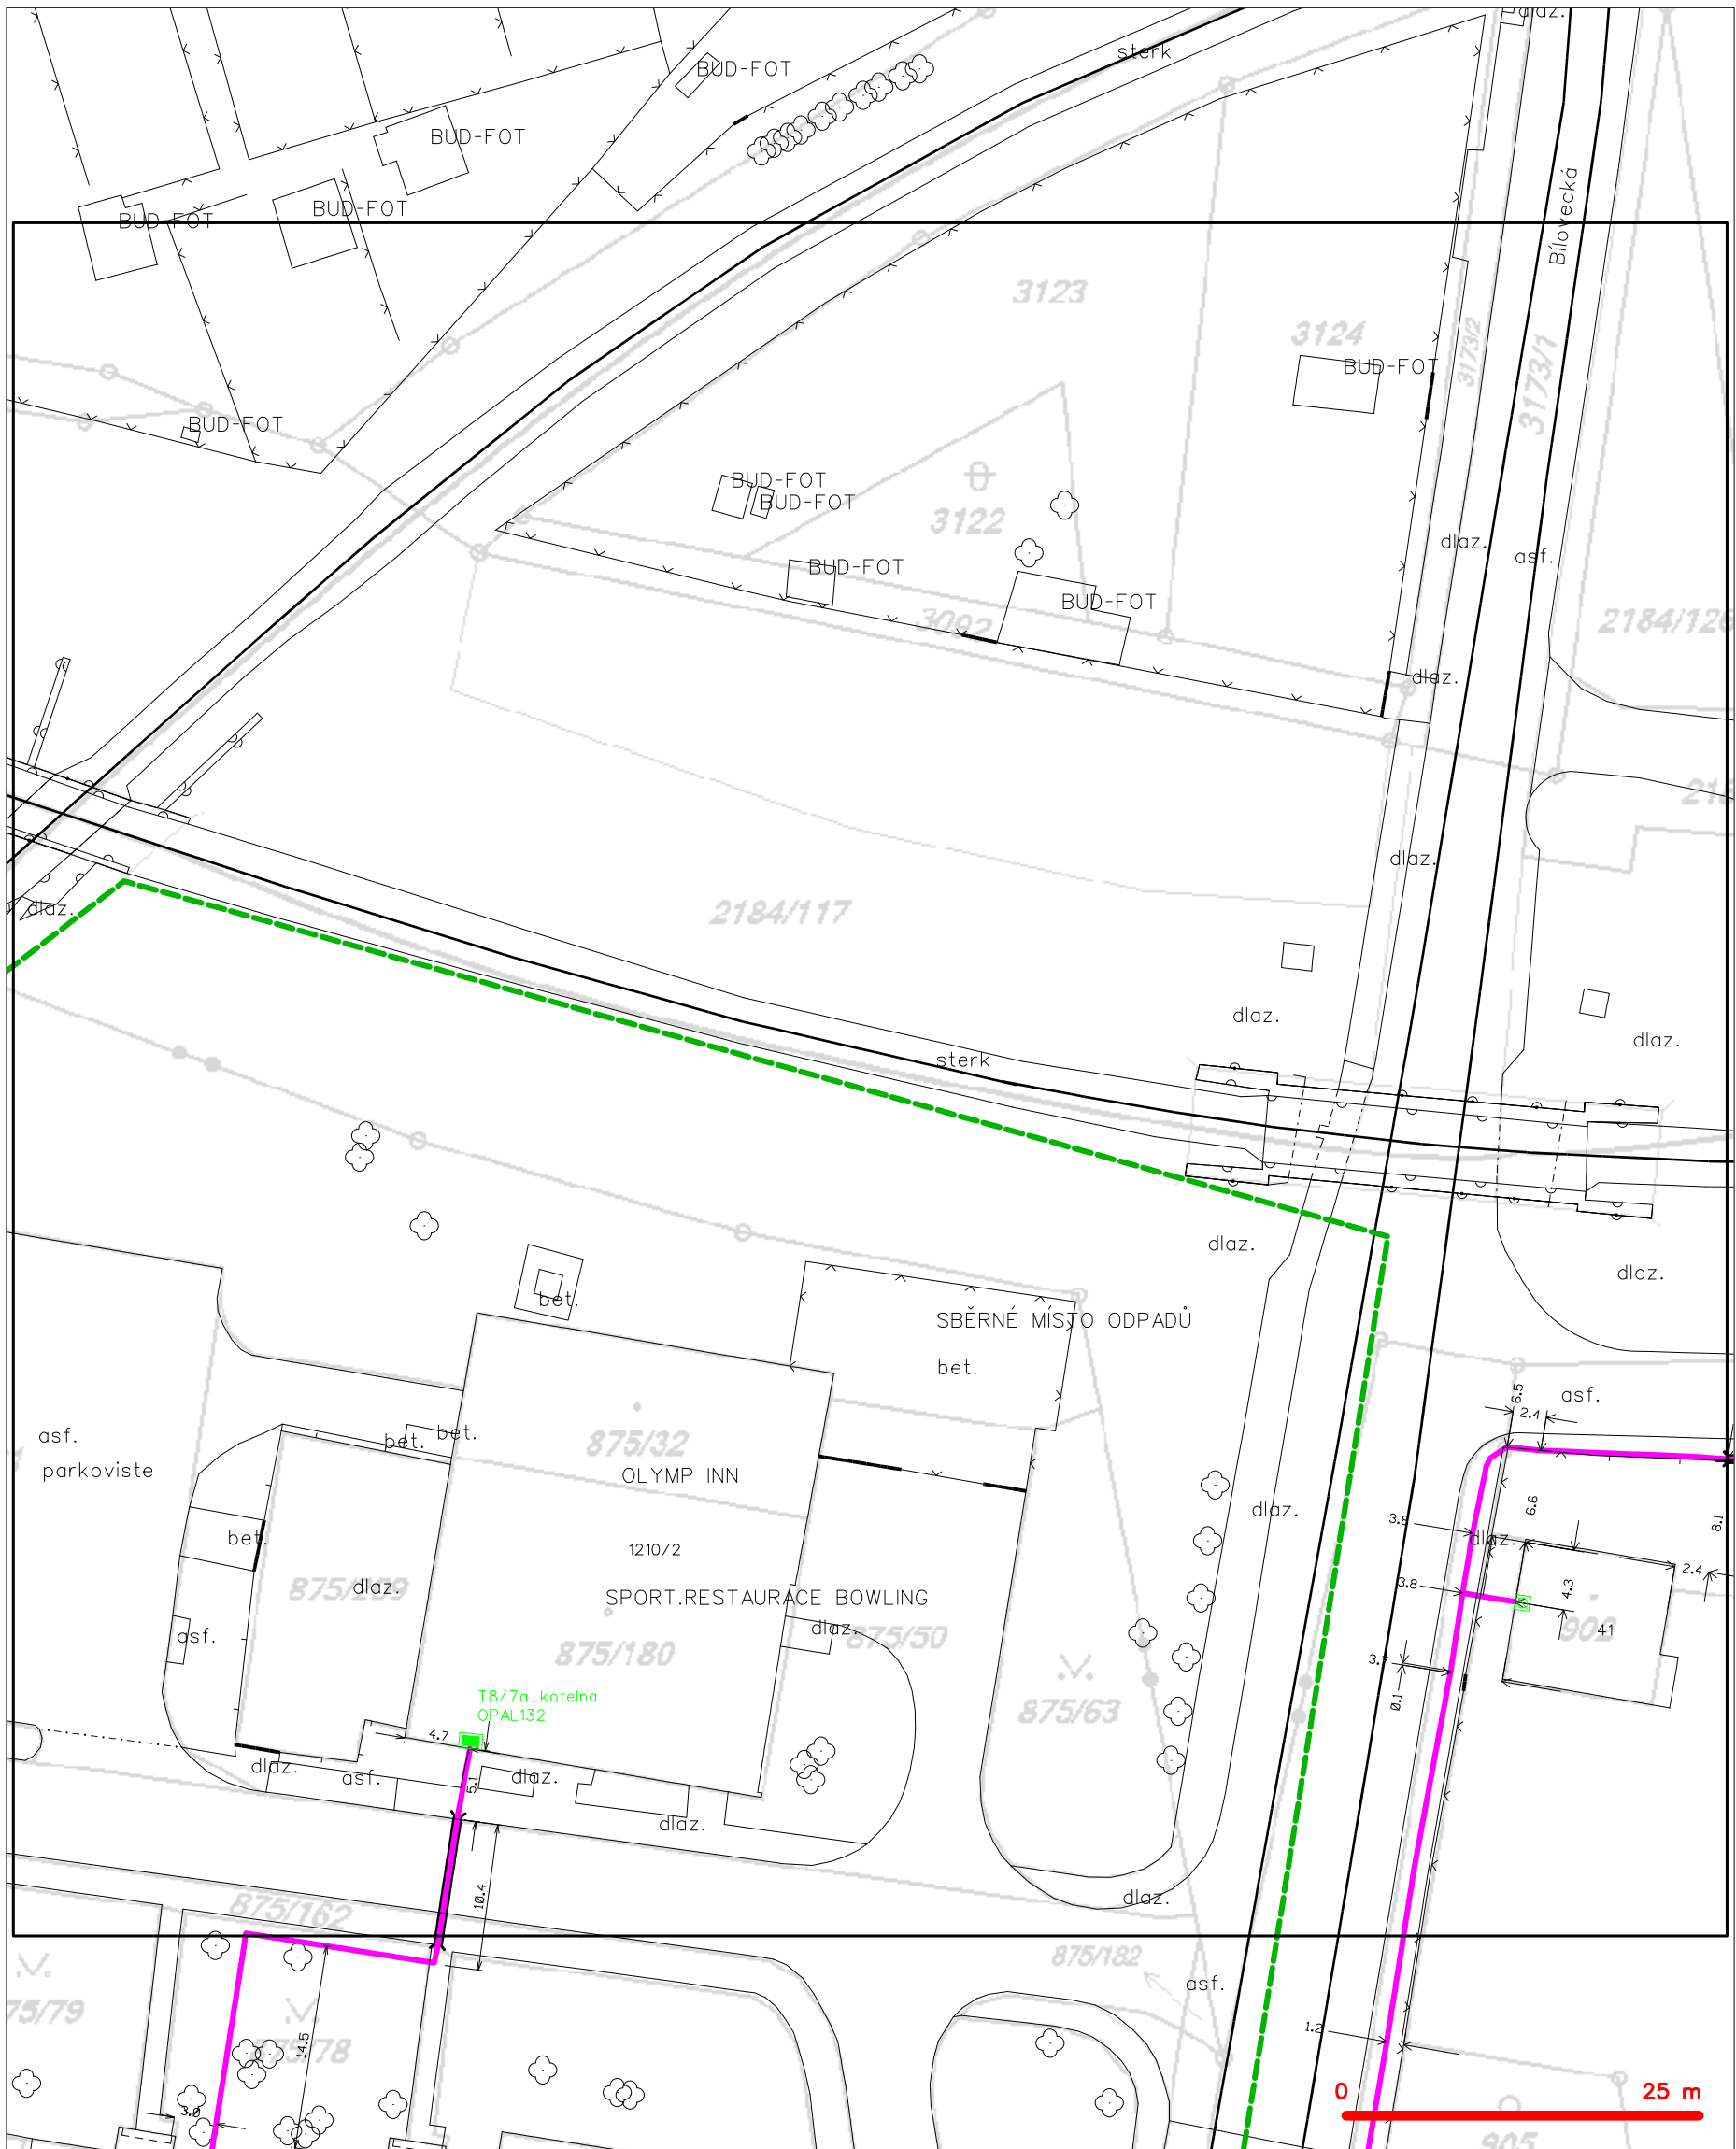 dlaz.
sterk
BUD-FOT
BUD-FOT
BUD-FOT
BUD-FOT
Bílovecká
3123
3124
3173/2
BUD-FOT
3173/1
BUD-FOT
BUD-FOT
BUD-FOT
3122
dlaz.
asf.
BUD-FOT
BUD-FOT
3092
2184/126
dlaz.
dlaz.
2184/117
dlaz.
dlaz.
dlaz.
sterk
dlaz.
dlaz.
bet.
SBĚRNÉ MÍSTO ODPADŮ
bet.
asf.
6.5
2.4
asf.
bet.
bet.
875/32
parkoviste
OLYMP INN
dlaz.
6.6
3.8
8.1
bet.
dlaz.
1210/2
2.4
3.8
4.3
dlaz.
SPORT.RESTAURACE BOWLING
dlaz.
902
41
asf.
875/50
875/180
3.7
0.1
T8/7a_kotelna
OPAL132
875/63
4.7
dlaz.
asf.
5.1
dlaz.
dlaz.
10.4
dlaz.
875/162
875/182
asf.
75/79
14.5
1.2
0
25 m
3.0
905